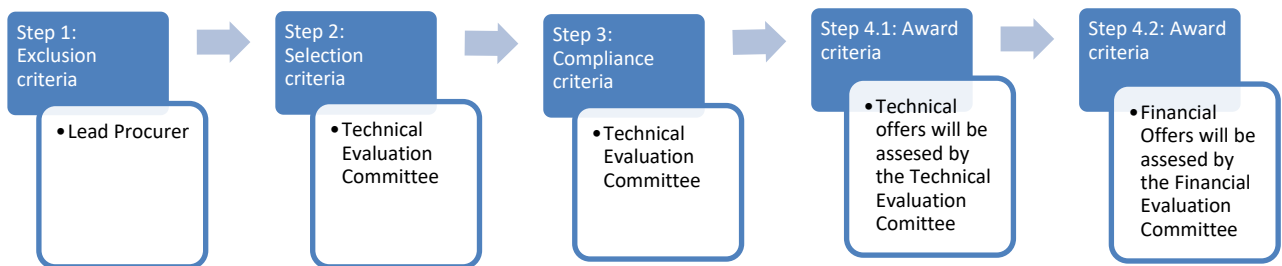 Step 1:
Exclusion
criteria
• Lead Procurer
Step 2:
Selection
criteria
• Technical
Evaluation
Committee
Step 3:
Compliance
criteria
• Technical
Evaluation
Committee
Step 4.1: Award
criteria
• Technical
offers will be
assesed by
the Technical
Evaluation
Comittee
Step 4.2: Award
criteria
• Financial
Offers will be
assesed by
the Financial
Evaluation
Committee